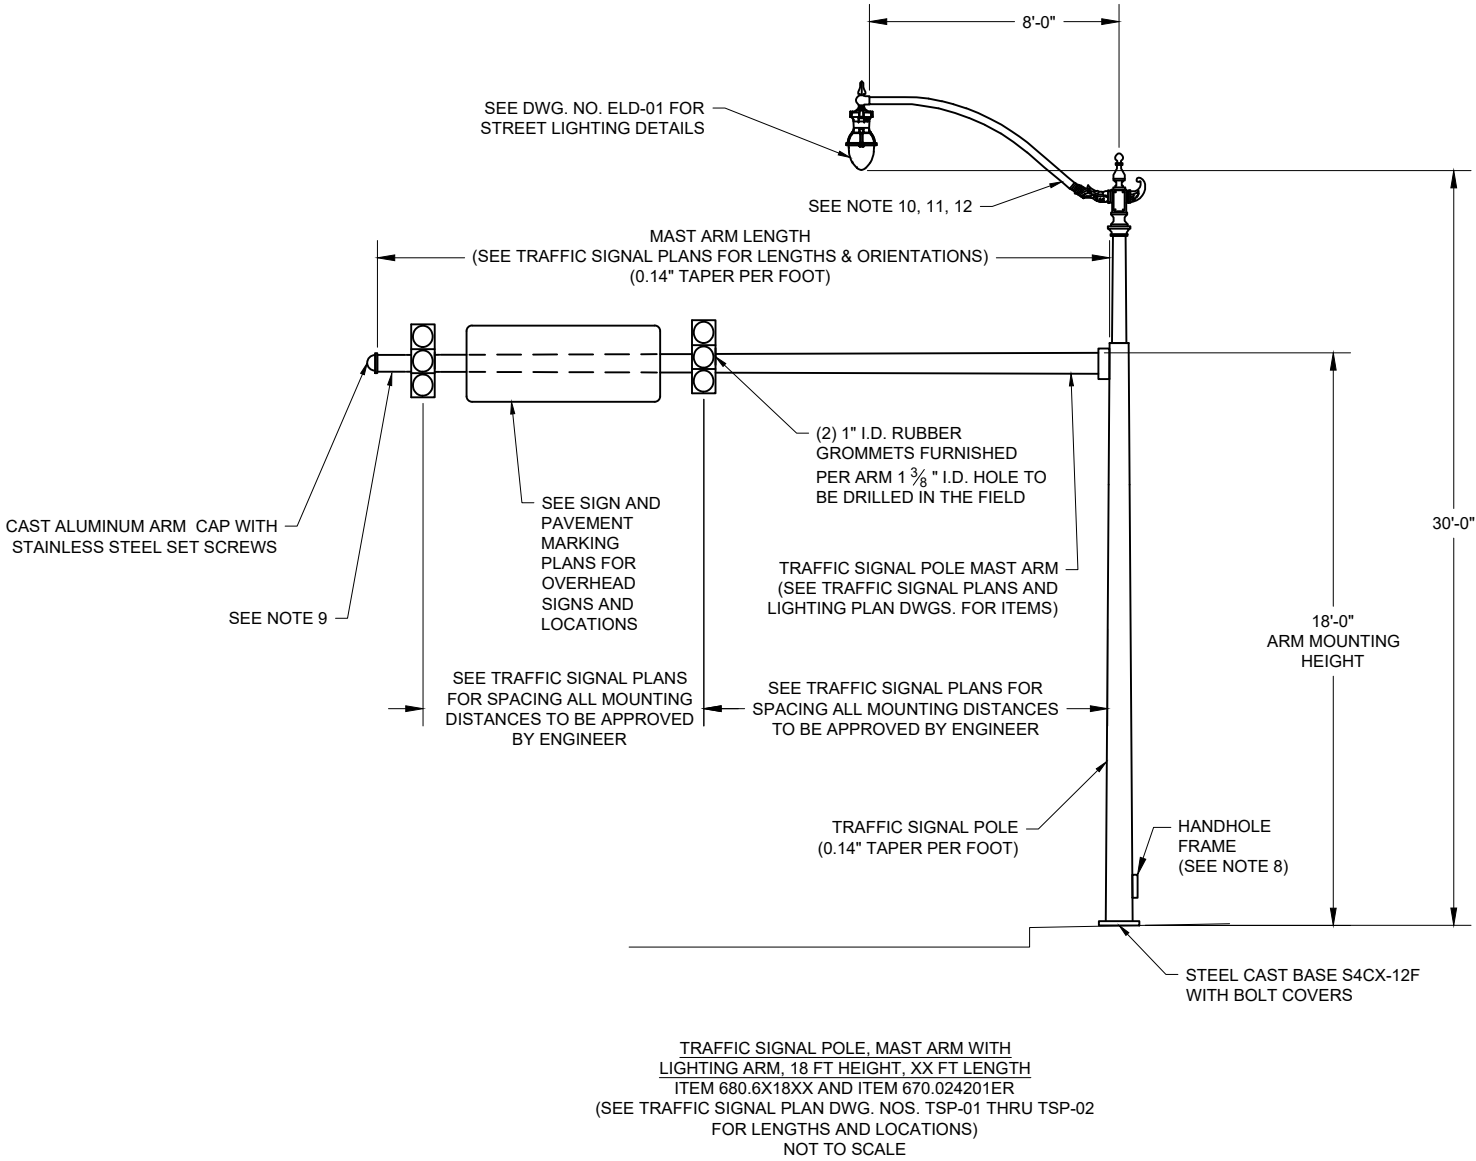 8'-0"
SEE DWG. NO. ELD-01 FOR
STREET LIGHTING DETAILS
SEE NOTE 10, 11, 12
MAST ARM LENGTH
(SEE TRAFFIC SIGNAL PLANS FOR LENGTHS & ORIENTATIONS)
(0.14" TAPER PER FOOT)
(2) 1" I.D. RUBBER
GROMMETS FURNISHED
PER ARM 1 3/8 " I.D. HOLE TO
BE DRILLED IN THE FIELD
SEE SIGN AND
PAVEMENT
MARKING
PLANS FOR
OVERHEAD
SIGNS AND
LOCATIONS
CAST ALUMINUM ARM CAP WITH
STAINLESS STEEL SET SCREWS
30'-0"
TRAFFIC SIGNAL POLE MAST ARM
(SEE TRAFFIC SIGNAL PLANS AND
LIGHTING PLAN DWGS. FOR ITEMS)
SEE NOTE 9
18'-0"
ARM MOUNTING
HEIGHT
SEE TRAFFIC SIGNAL PLANS
FOR SPACING ALL MOUNTING
DISTANCES TO BE APPROVED
BY ENGINEER
SEE TRAFFIC SIGNAL PLANS FOR
SPACING ALL MOUNTING DISTANCES
TO BE APPROVED BY ENGINEER
TRAFFIC SIGNAL POLE
(0.14" TAPER PER FOOT)
HANDHOLE
FRAME
(SEE NOTE 8)
STEEL CAST BASE S4CX-12F
WITH BOLT COVERS
TRAFFIC SIGNAL POLE, MAST ARM WITH
LIGHTING ARM, 18 FT HEIGHT, XX FT LENGTH
ITEM 680.6X18XX AND ITEM 670.024201ER
(SEE TRAFFIC SIGNAL PLAN DWG. NOS. TSP-01 THRU TSP-02
FOR LENGTHS AND LOCATIONS)
NOT TO SCALE